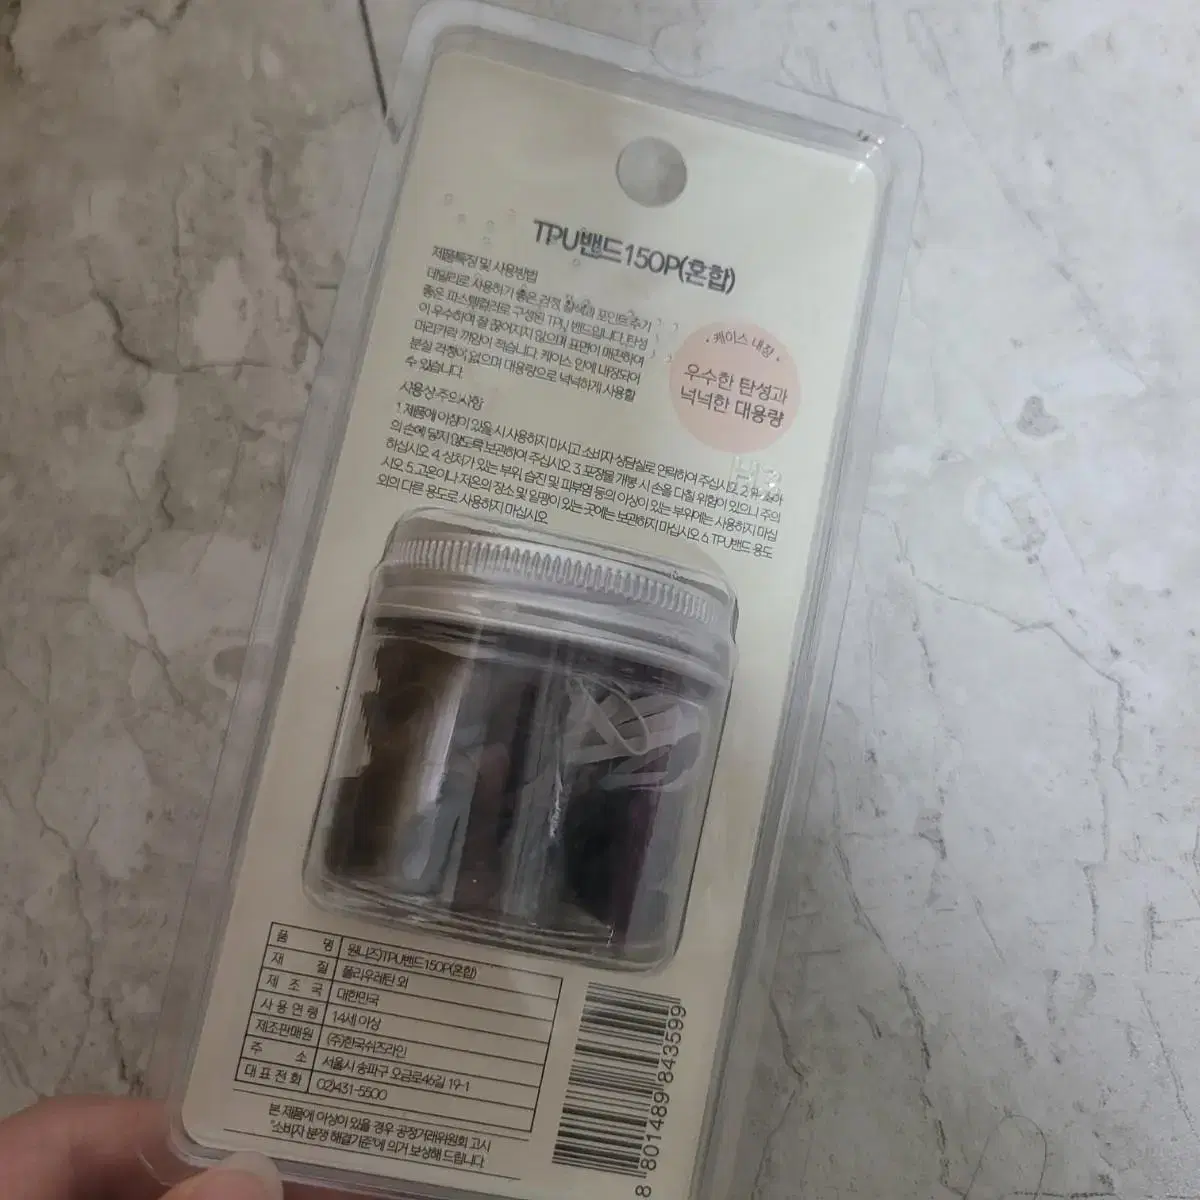 TPU밴드150P(혼합)
제품특징 및 사용방법
데일리로 사용하기 좋은 검정, 갈색과 포인트 주기
좋은 파스텔컬러로 구성된 TPU 밴드입니다. 탄성
이 우수하여 잘 끊어지지 않으며 표면이 매끈하여
머리카락 끼임이 적습니다. 케이스 안에 내장되어
분실 걱정이 없으며 대용량으로 넉넉하게 사용할
수 있습니다.
• 케이스 내장 •
우수한 탄성과
넉넉한 대용량
사용상 주의사항
1. 제품에 이상이 있을 시 사용하지 마시고 소비자 상담실로 연락하여 주십시오. 2.
의 손에 닿지 않도록 보관하여 주십시오 3. 포장물 개봉 시 손을 다칠 위험이 있으니 주의
하십시오 4. 상처가 있는 부위, 습진 및 피부염 등의 이상이 있는 부위에는 사용하지 마십
시오 5. 고온이나 저온의 장소 및 일광이 있는 곳에는 보관하지 마십시오 6. TPU밴드 용도
외의 다른 용도로 사용하지 마십시오
품 명 원니즈)TPU밴드150P(혼합)
재 질 폴리우레탄 외
제 조 국 대한민국
사용연령 14세 이상
제조판매원 (주)한국쉬즈라인
주 소 서울시 송파구 오금로46길 19-1
대표전화 02)431-5500
본 제품에 이상이 있을 경우 공정거래위원회 고시
"소비자 분쟁 해결기준"에 의거 보상해 드립니다.
8 801489 843599